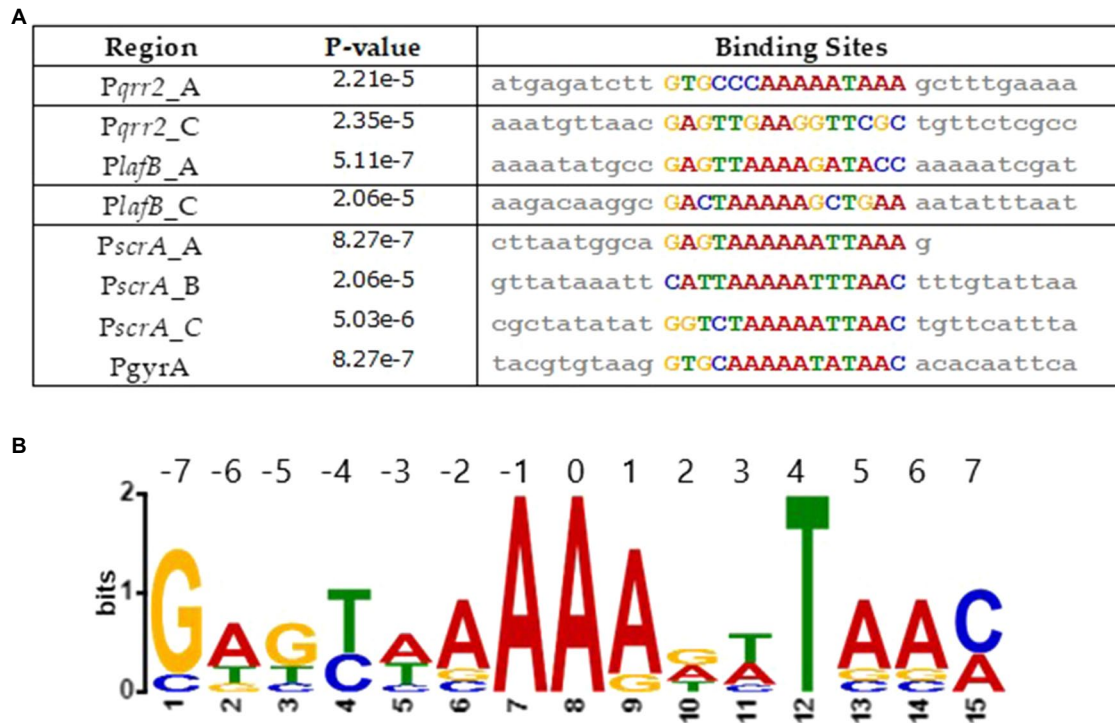 A
Region P-value Binding Sites
Pqrr2_A 2.21e-5 atgagatctt GTGCCCAAAAATAAA gctttgaaaa
Pqrr2_C 2.35e-5 aaatgttaac GAGTTGAAGGTTCGC tgttctcgcc
PlafB_A 5.11e-7 aaaatatgcc GAGTTAAAAGATACC aaaaatcgat
PlafB_C 2.06e-5 aagacaaggc GACTAAAAAGCTGAA aatatttaat
PscrA_A 8.27e-7 cttaatggca GAGTAAAAAATTAAA g
PscrA_B 2.06e-5 gttataaatt CATTAAAAATTTAAC tttgtattaa
PscrA_C 5.03e-6 cgctatatat GGTCTAAAAATTAAC tgttcattta
PgyrA 8.27e-7 tacgtgtaag GTGCAAAAATATAAC acacaattca
B
-7 -6 -5 -4 -3 -2 -1 0 1 2 3 4 5 6 7
2
bits
1
0
G A G T A A A A A G T T A A C
C T T C T G G A A G G A
G C C C T C C C
1 2 3 4 5 6 7 8 9 10 11 12 13 14 15